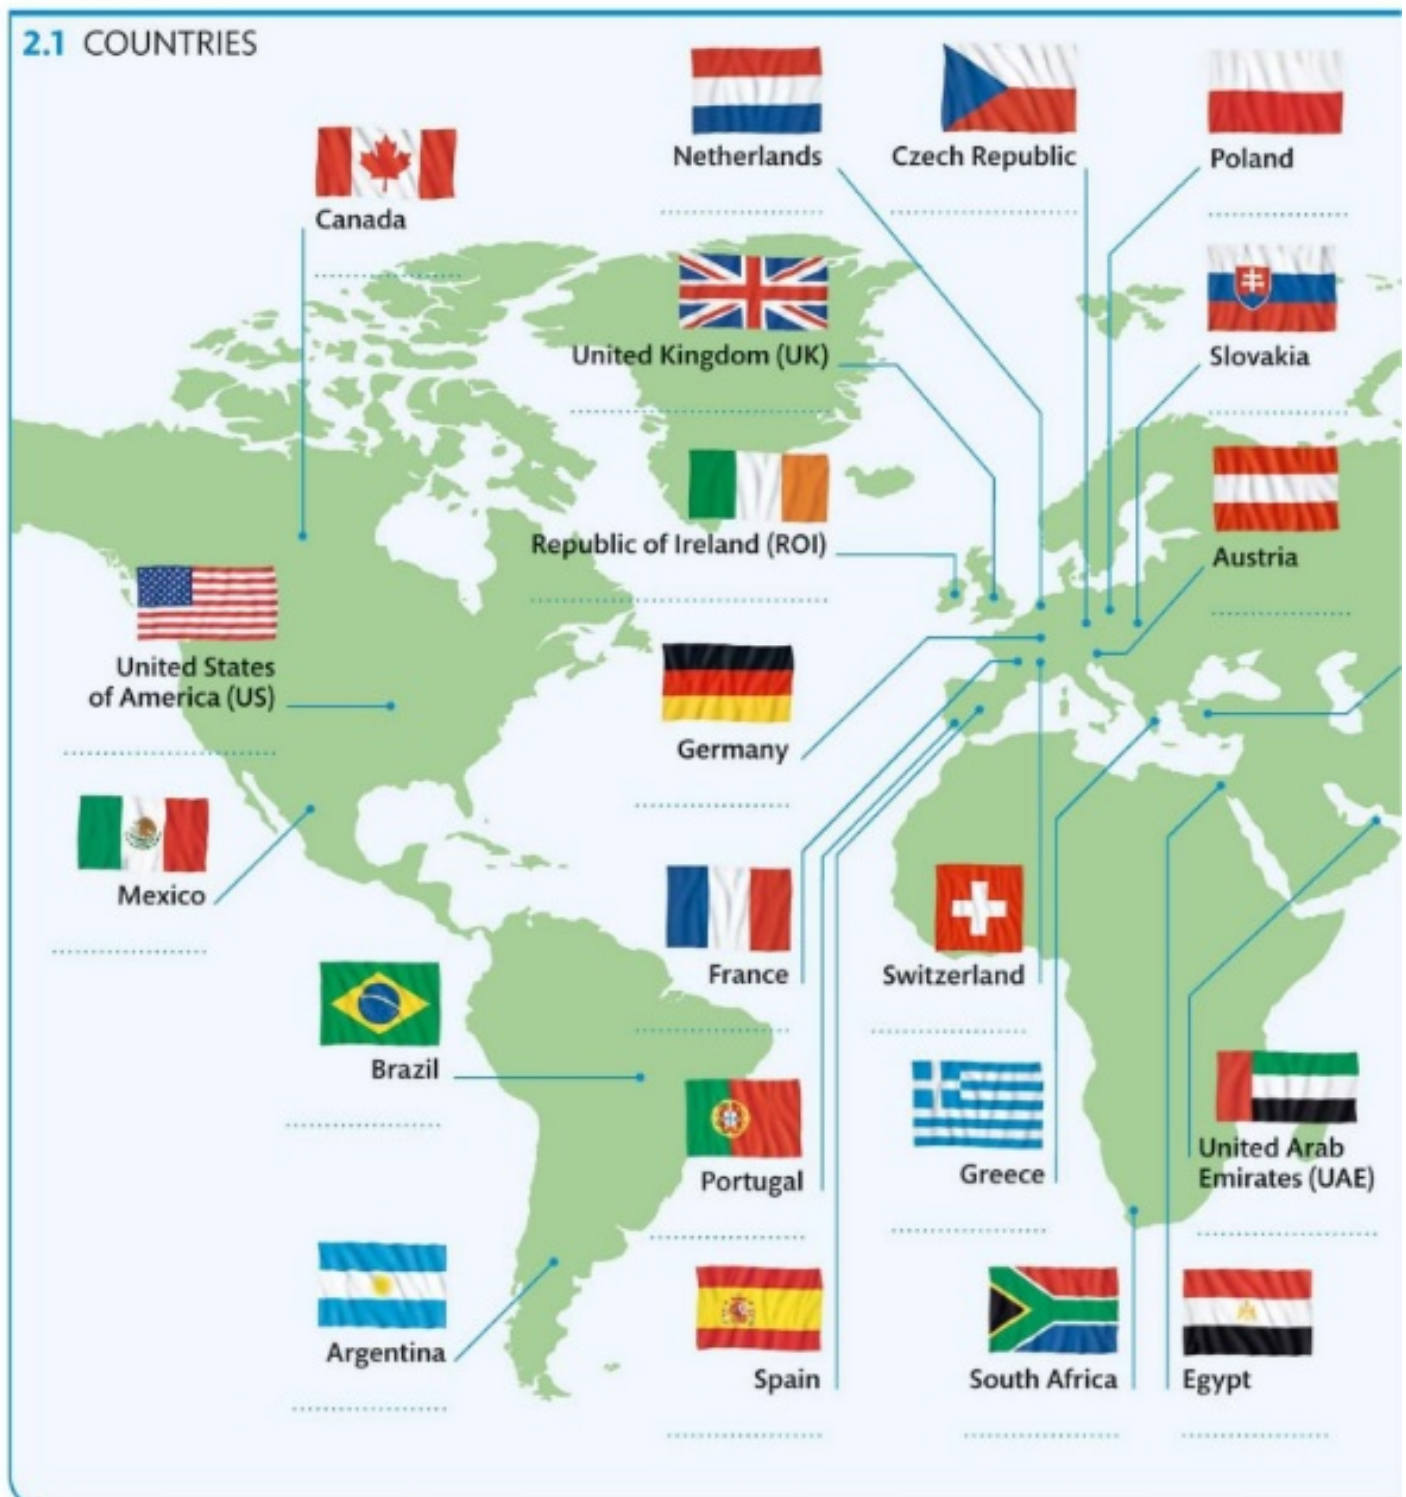 2.1 COUNTRIES
Netherlands
Czech Republic
Poland
Canada
United Kingdom (UK)
Slovakia
Republic of Ireland (ROI)
Austria
United States
of America (US)
Germany
Mexico
France
Switzerland
Brazil
Portugal
Greece
United Arab
Emirates (UAE)
Argentina
Spain
South Africa
Egypt